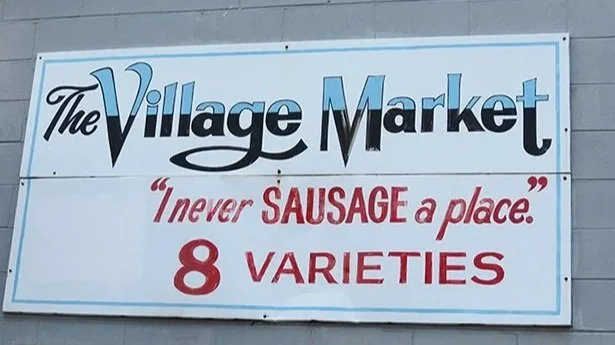 The Village Market
"I never SAUSAGE a place."
8 VARIETIES